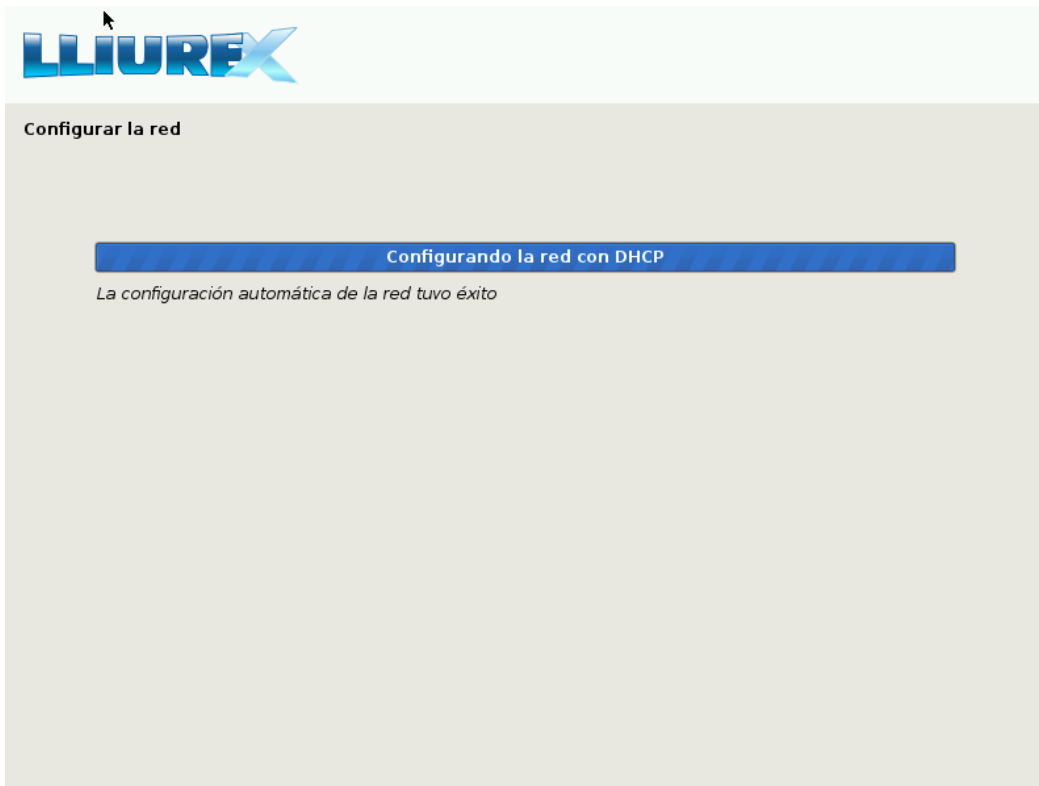 LLIUREX
Configurar la red
Configurando la red con DHCP
La configuración automática de la red tuvo éxito